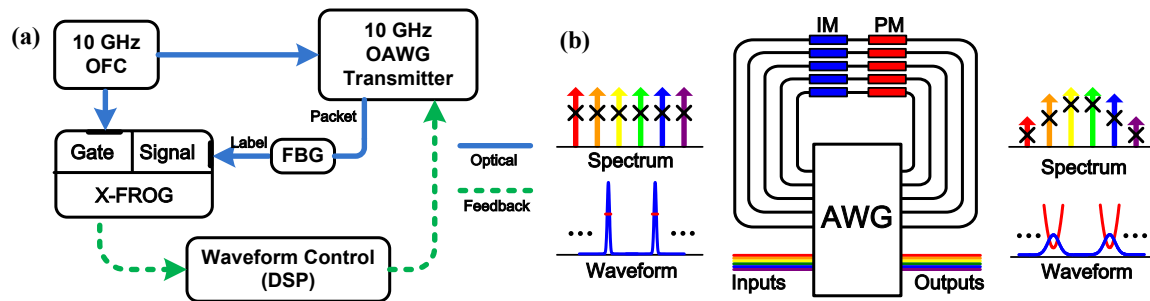 (a)
10 GHz
OFC
10 GHz
OAWG
Transmitter
Packet
Label
FBG
Gate
Signal
X-FROG
Optical
Feedback
Waveform Control
(DSP)
(b)
IM
PM
Spectrum
Waveform
AWG
Inputs
Outputs
Spectrum
Waveform